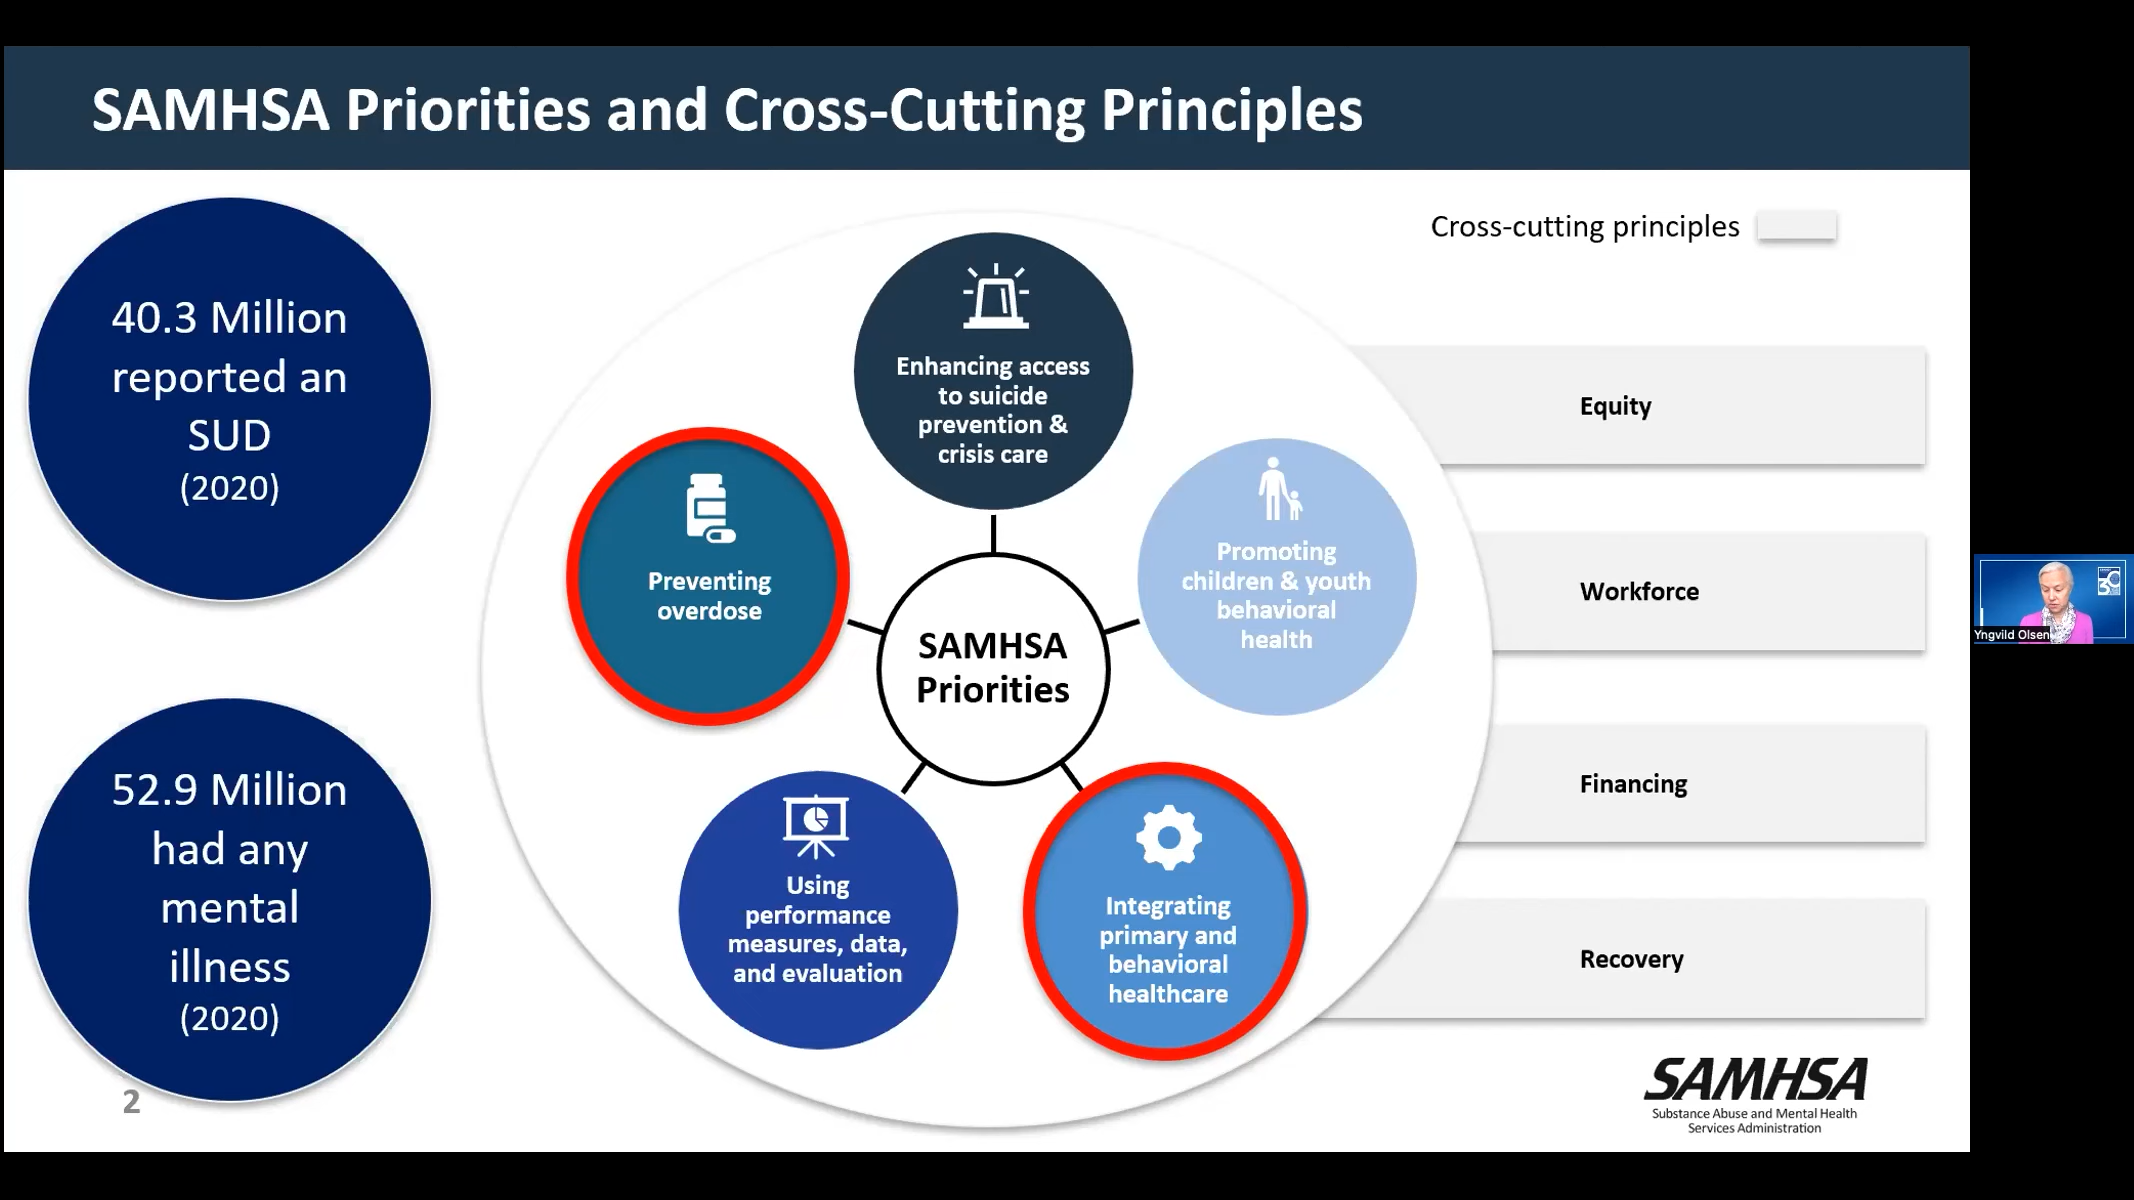 SAMHSA Priorities and Cross-Cutting Principles
40.3 Million
reported an
SUD
(2020)
52.9 Million
had any
mental
illness
(2020)
2
Enhancing access
to suicide
prevention &
crisis care
Preventing
overdose
Promoting
children & youth
behavioral
health
SAMHSA
Priorities
Using
performance
measures, data,
and evaluation
Integrating
primary and
behavioral
healthcare
Cross-cutting principles
Equity
Workforce
Financing
Recovery
SAMHSA
Substance Abuse and Mental Health
Services Administration
Yngvild Olsen